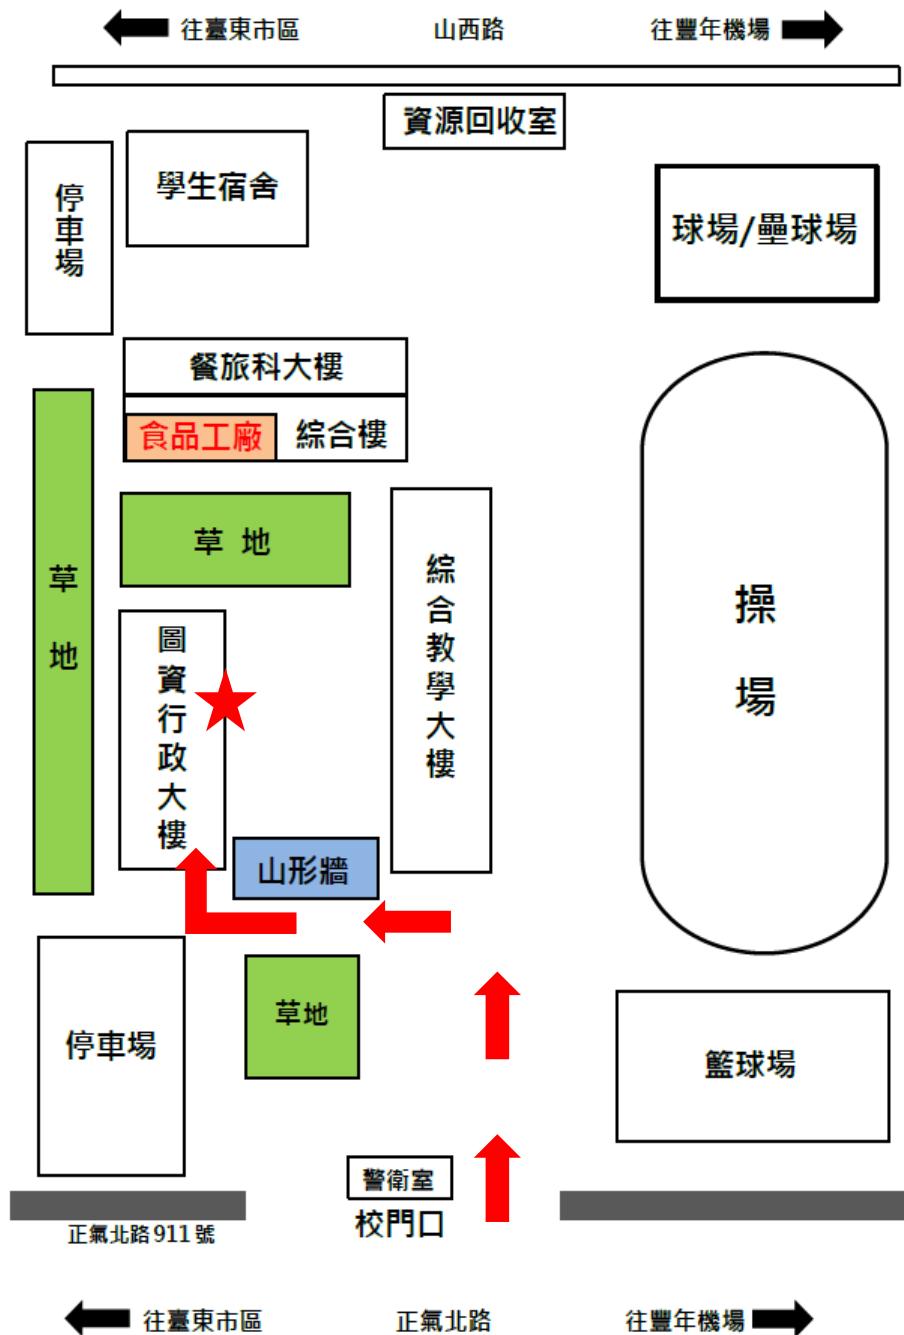 往臺東市區 山西路 往豐年機場
資源回收室
學生宿舍
停車場
球場/壘球場
餐旅科大樓
食品工廠 綜合樓
草 地
草地
綜合教學大樓
操場
圖資行政大樓
山形牆
草地
停車場
籃球場
警衛室
校門口
正氣北路911號
往臺東市區 正氣北路 往豐年機場